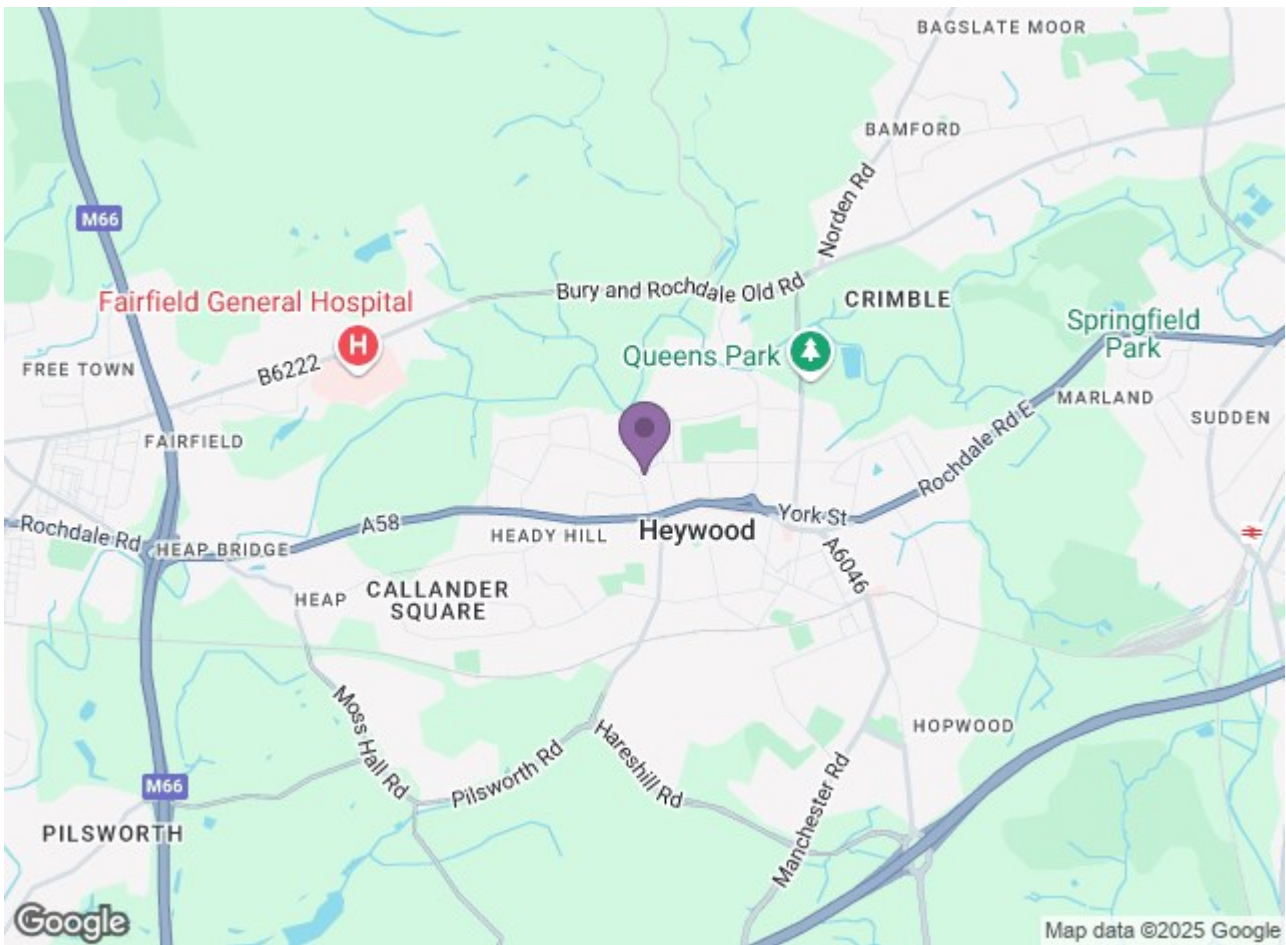 BAGSLATE MOOR
BAMFORD
M66
Norden Rd
Bury and Rochdale Old Rd
CRIMBLE
Fairfield General Hospital
H
Springfield
Park
Queens Park
FREE TOWN
B6222
MARLAND
SUDDEN
FAIRFIELD
Rochdale Rd E
A58
York St
Rochdale Rd
HEAP BRIDGE
HEADY HILL
Heywood
A6046
HEAP
CALLANDER
SQUARE
Moss Hall Rd
HOPWOOD
Pilsworth Rd
Hareshill Rd
Manchester Rd
M66
PILSWORTH
Google
Map data ©2025 Google